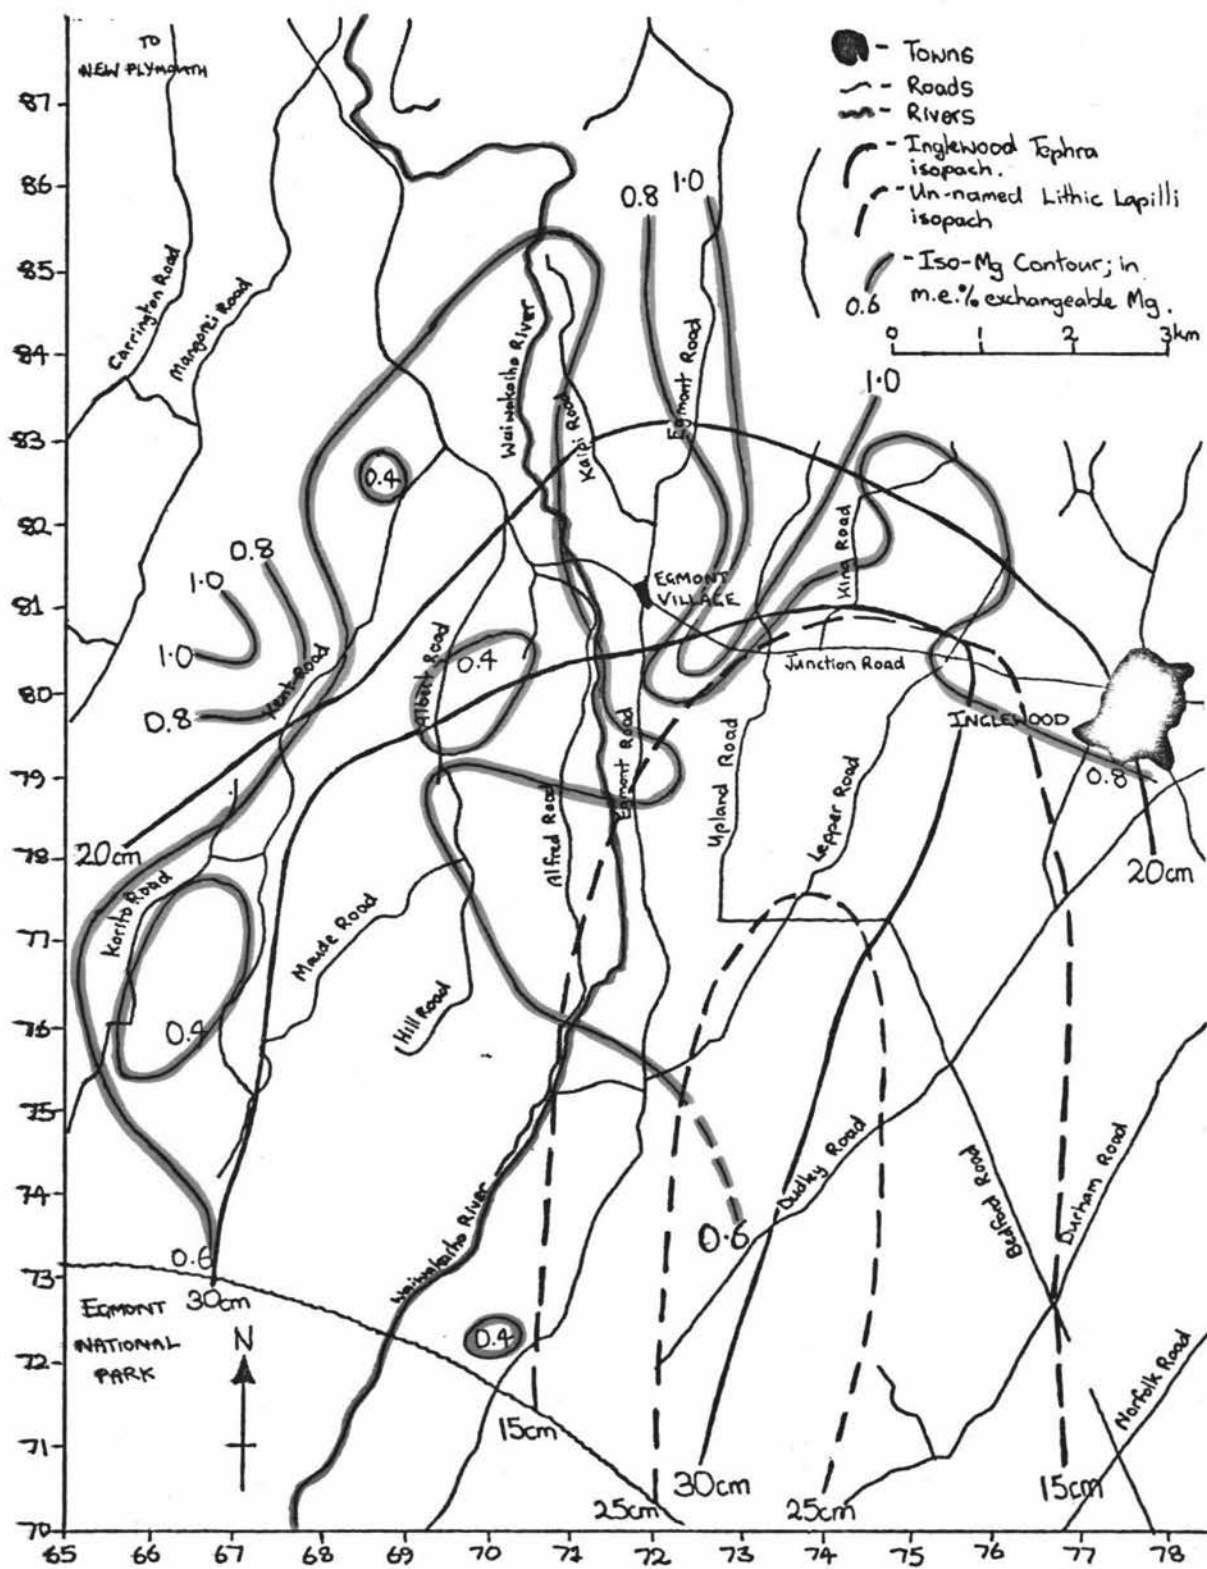 TO
NEW PLYMOUTH
- Towns
- Roads
- Rivers
- Inglewood Tephra
isopach.
- Un-named Lithic Lapilli
isopach
- Iso-Mg Contour; in
0.6 m.e.% exchangeable Mg.
0 1 2 3km
87
86
85
84
83
82
81
80
79
78
77
76
75
74
73
72
71
70
65 66 67 68 69 70 71 72 73 74 75 76 77 78
0.8 1.0
Carrington Road
Mangorei Road
Waiwakaiho River
Kaipi Road
Egmont Road
1.0
0.4
King Road
0.8
1.0
EGMONT
VILLAGE
1.0
Kent Road
Albert Road
0.4
Junction Road
0.8
INGLEWOOD
Egmont Road
Upland Road
0.8
20cm
Alfred Road
Lepper Road
20cm
Korito Road
Maude Road
Hill Road
0.4
Dudley Road
Bedford Road
Durham Road
Waiwakaiho River
0.6
0.6
30cm
EGMONT
NATIONAL
PARK
N
0.4
Norfolk Road
15cm
25cm
30cm
25cm
15cm